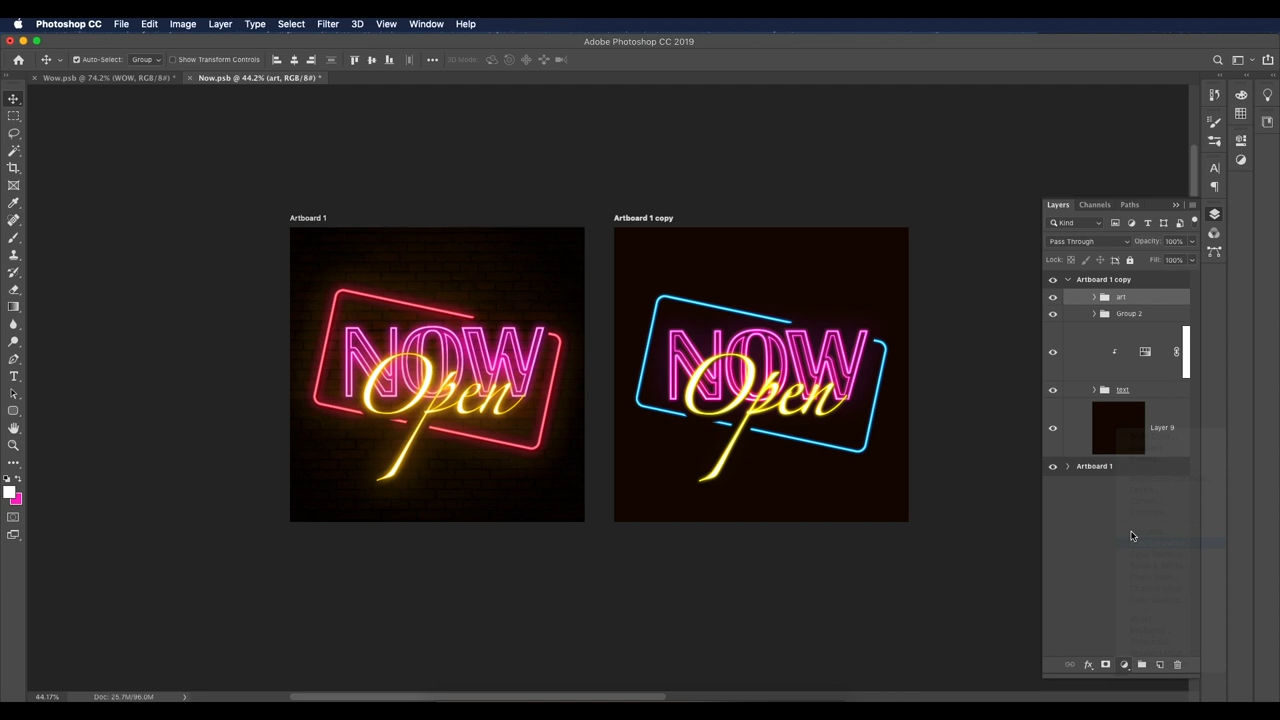 Photoshop CC File Edit Image Layer Type Select Filter 3D View Window Help
Adobe Photoshop CC 2019
Auto-Select: Group Show Transform Controls 3D Mode:
Wow.psb @ 74.2% (WOW, RGB/8#) *
Now.psb @ 44.2% (art, RGB/8#) *
Artboard 1
NOW
Open
Artboard 1 copy
NOW
Open
Layers Channels Paths
Kind
Pass Through Opacity: 100%
Lock: Fill: 100%
Artboard 1 copy
art
Group 2
text
Layer 9
Artboard 1
fx
44.17% Doc: 25.7M/96.0M